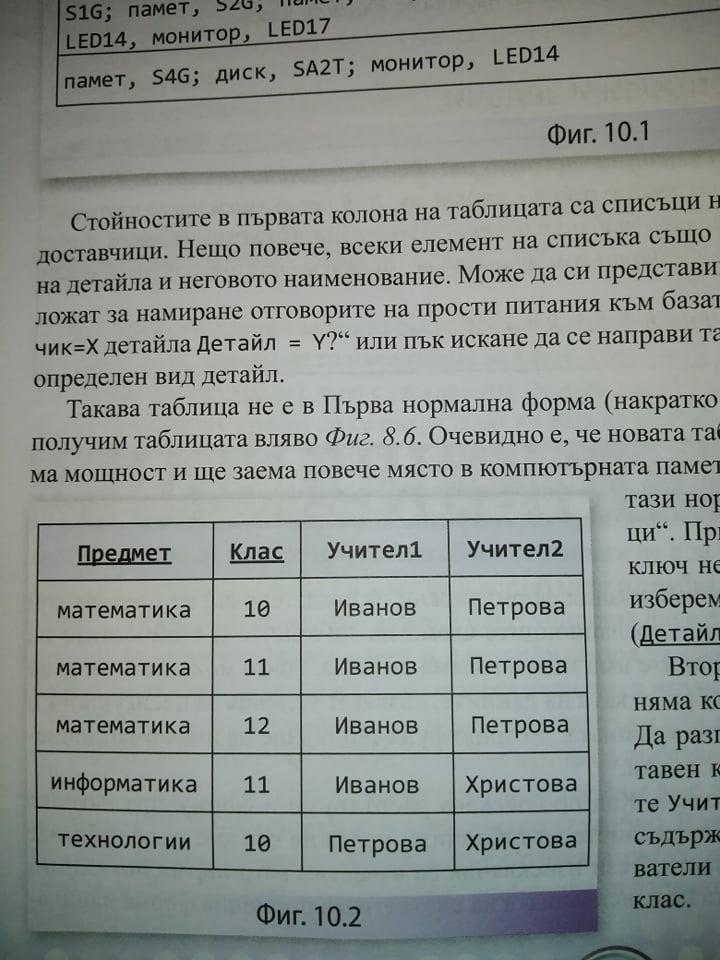 S1G; памет, S2G; памет,
LED14, монитор, LED17
памет, S4G; диск, SA2T; монитор, LED14
Фиг. 10.1
Стойностите в първата колона на таблицата са списъци н
доставчици. Нещо повече, всеки елемент на списъка също
на детайла и неговото наименование. Може да си представи
ложат за намиране отговорите на прости питания към базат
чик=X детайла Детайл = Y?“ или пък искане да се направи та
определен вид детайл.
Такава таблица не е в Първа нормална форма (накратко
получим таблицата вляво Фиг. 8.6. Очевидно е, че новата таб
ма мощност и ще заема повече място в компютърната памет
тази нор
ци“. При
ключ не
изберем
(Детайл
Втор
няма ко
Да разг
тавен к
те Учит
съдърж
ватели
клас.
Предмет Клас Учител1 Учител2
математика 10 Иванов Петрова
математика 11 Иванов Петрова
математика 12 Иванов Петрова
информатика 11 Иванов Христова
технологии 10 Петрова Христова
Фиг. 10.2